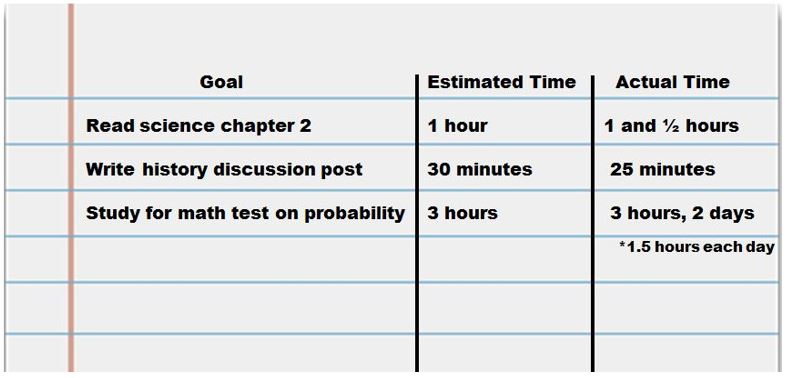 Goal Estimated Time Actual Time
Read science chapter 2 1 hour 1 and ½ hours
Write history discussion post 30 minutes 25 minutes
Study for math test on probability 3 hours 3 hours, 2 days
*1.5 hours each day